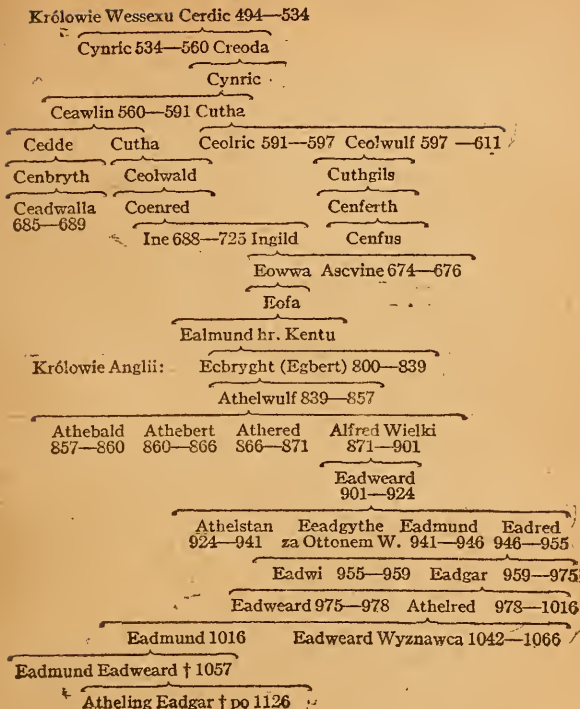 Królowie Wessexu Cerdic 494—534
Cynric 534—560 Creoda
Cynric
Ceawlin 560—591 Cutha
Cedde Cutha Ceolric 591—597 Ceolwulf 597 —611
Cenbryth Ceolwald Cuthgils
Ceadwalla Coenred Cenferth
685—689
Ine 688—725 Ingild Cenfus
Eowwa Ascvine 674—676
Eofa
Ealmund hr. Kentu
Królowie Anglii: Ecbryght (Egbert) 800—839
Athelwulf 839—857
Athebald Athebert Athered Alfred Wielki
857—860 860—866 866—871 871—901
Eadweard
901—924
Athelstan Eeadgythe Eadmund Eadred
924—941 za Ottonem W. 941—946 946—955
Eadwi 955—959 Eadgar 959—975
Eadweard 975—978 Athelred 978—1016
Eadmund 1016 Eadweard Wyznawca 1042—1066
Eadmund Eadweard † 1057
Atheling Eadgar † po 1126